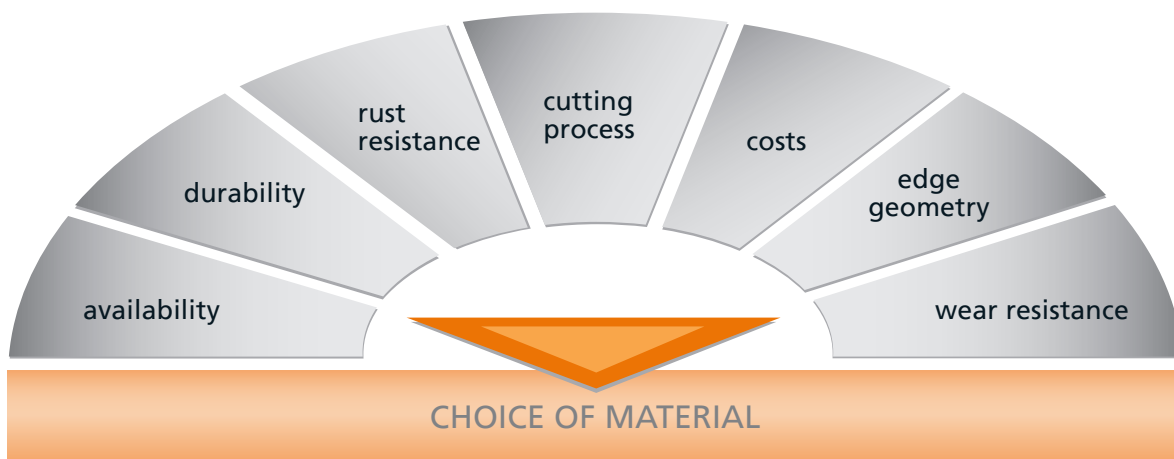 availability
durability
rust
resistance
cutting
process
costs
edge
geometry
wear resistance
CHOICE OF MATERIAL